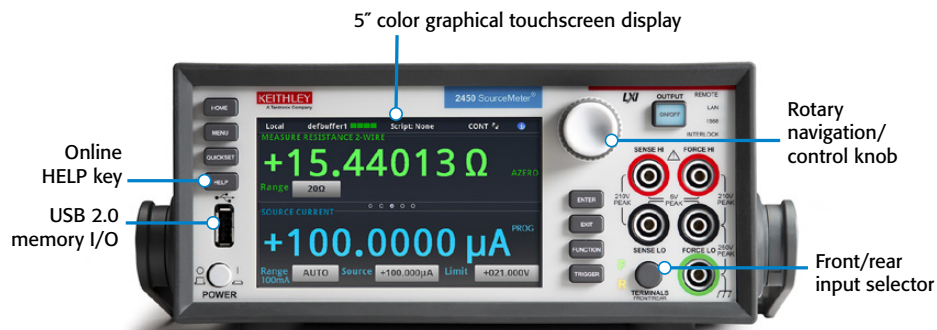 5″ color graphical touchscreen display
KEITHLEY
A Tektronix Company
2450 SourceMeter®
HOME
MENU
QUICKSET
HELP
Online
HELP key
USB 2.0
memory I/O
POWER
Local defbuffer1 Script: None CONT
MEASURE RESISTANCE 2-WIRE
+15.44013 Ω
AZERO
Range 20Ω
SOURCE CURRENT
+100.0000 µA
PROG
Range
100mA
AUTO Source +100.000µA Limit +021.000V
LXI
OUTPUT
ON/OFF
REMOTE
LAN
1588
INTERLOCK
Rotary
navigation/
control knob
ENTER
EXIT
FUNCTION
TRIGGER
SENSE HI FORCE HI
210V
PEAK
5V
PEAK
210V
PEAK
SENSE LO FORCE LO
250V
PEAK
F
R
TERMINALS
FRONT/REAR
Front/rear
input selector